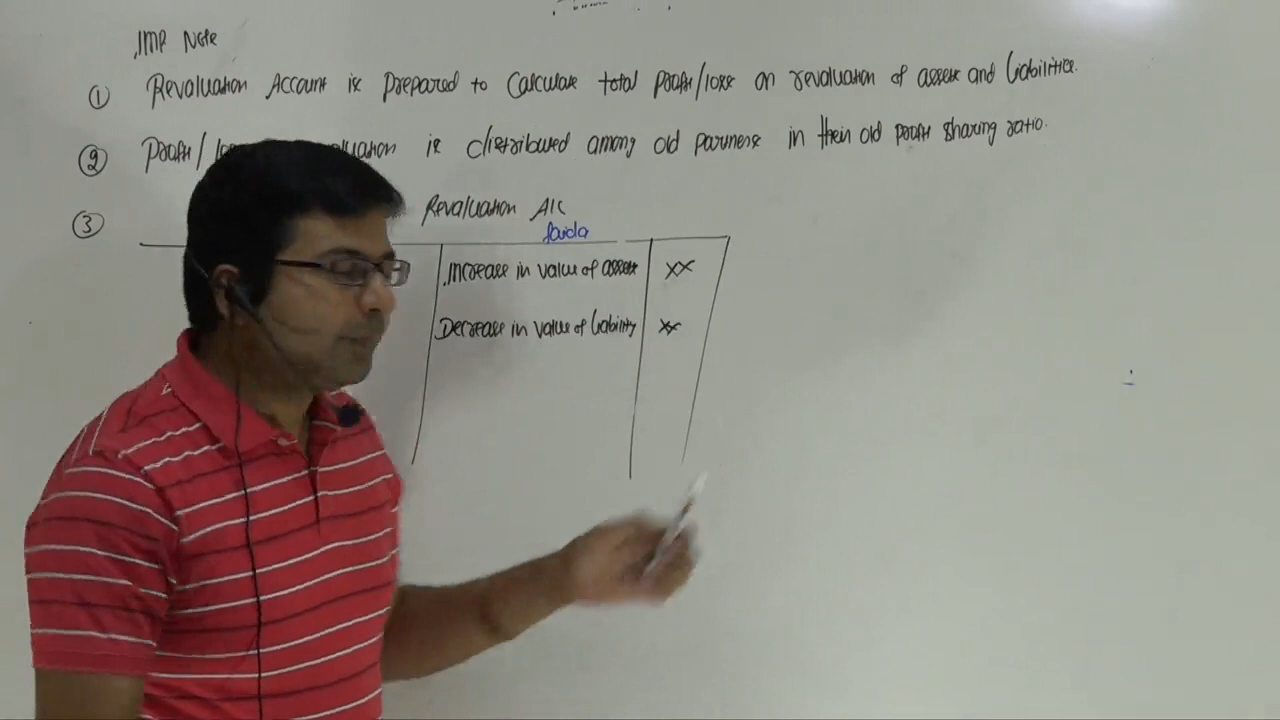 IMP Note
① Revaluation Account is prepared to calculate total profit/loss on revaluation of assets and liabilities.
② Profit / is distributed among old partners in their old profit sharing ratio.
③ Revaluation A/c
faida
Increase in value of assets xx
Decrease in value of liability xx